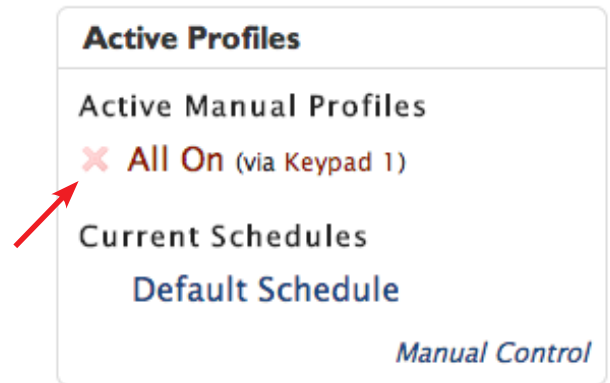 Active Profiles
Active Manual Profiles
All On (via Keypad 1)
Current Schedules
Default Schedule
Manual Control